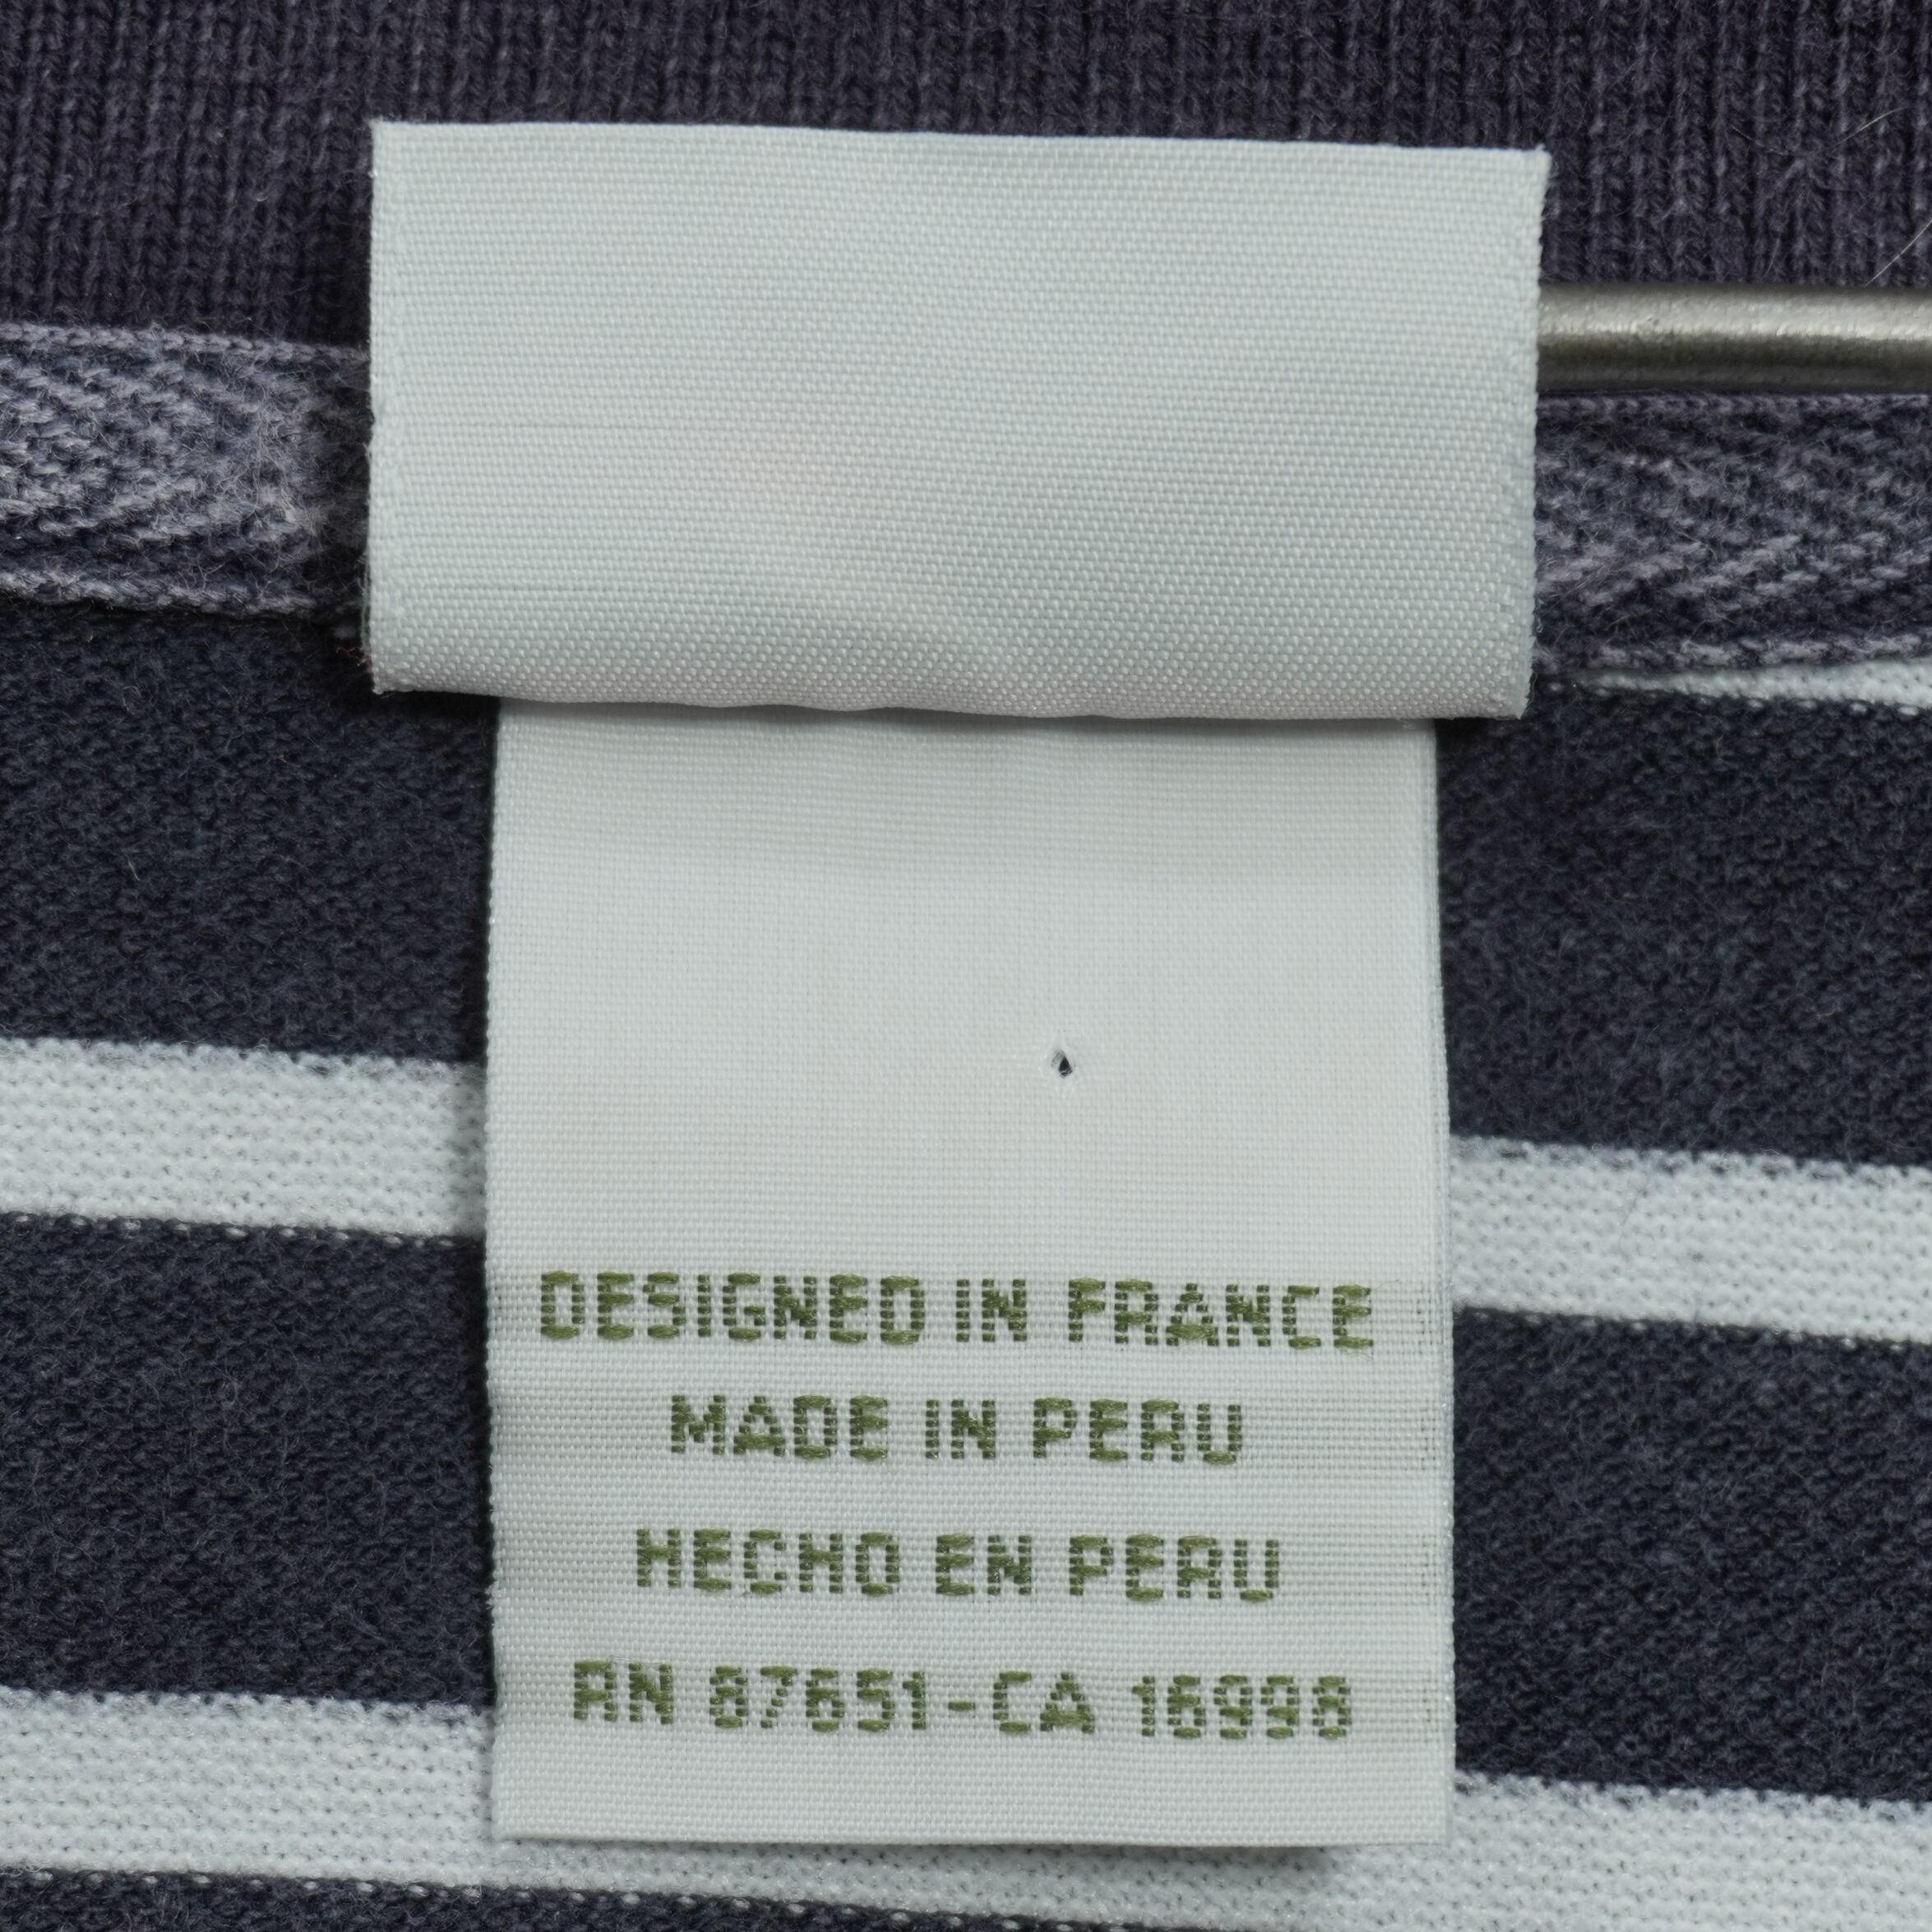 DESIGNED IN FRANCE
MADE IN PERU
HECHO EN PERU
RN 87651-CA 16998